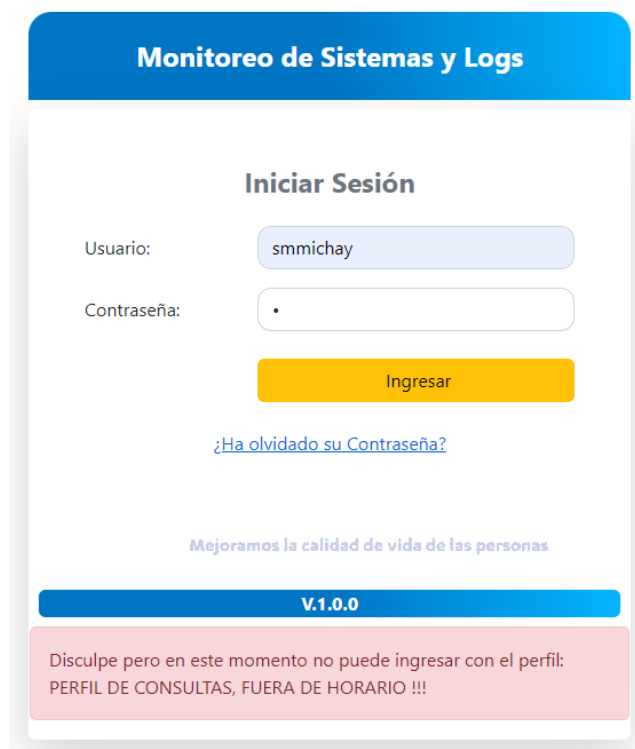 Monitoreo de Sistemas y Logs
Iniciar Sesión
Usuario: smmichay
Contraseña: •
Ingresar
¿Ha olvidado su Contraseña?
Mejoramos la calidad de vida de las personas
V.1.0.0
Disculpe pero en este momento no puede ingresar con el perfil:
PERFIL DE CONSULTAS, FUERA DE HORARIO !!!